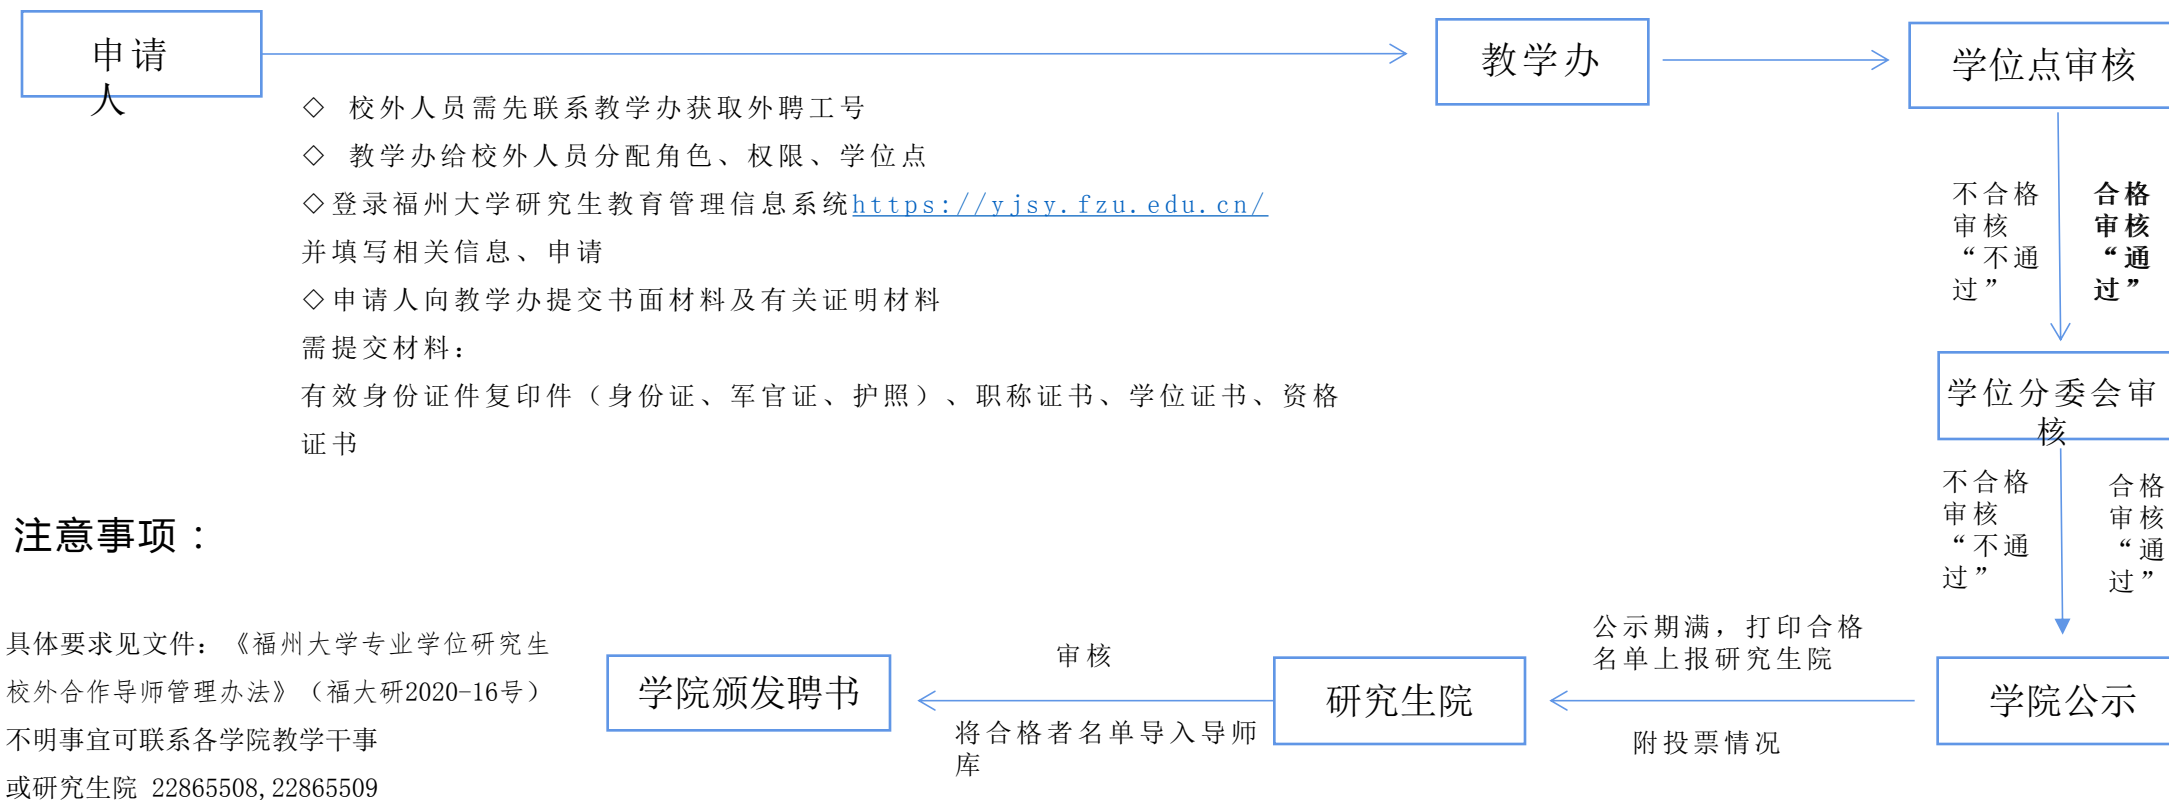 申请
人
教学办
学位点审核
◇ 校外人员需先联系教学办获取外聘工号
◇ 教学办给校外人员分配角色、权限、学位点
◇登录福州大学研究生教育管理信息系统https://yjsy.fzu.edu.cn/
并填写相关信息、申请
◇申请人向教学办提交书面材料及有关证明材料
需提交材料：
有效身份证件复印件（身份证、军官证、护照）、职称证书、学位证书、资格
证书
不合格
审核
“不通
过”
合格
审核
“通
过”
学位分委会审
核
不合格
审核
“不通
过”
合格
审核
“通
过”
学院公示
公示期满，打印合格
名单上报研究生院
附投票情况
研究生院
审核
将合格者名单导入导师
库
学院颁发聘书
注意事项：
具体要求见文件：《福州大学专业学位研究生
校外合作导师管理办法》（福大研2020-16号）
不明事宜可联系各学院教学干事
或研究生院 22865508,22865509